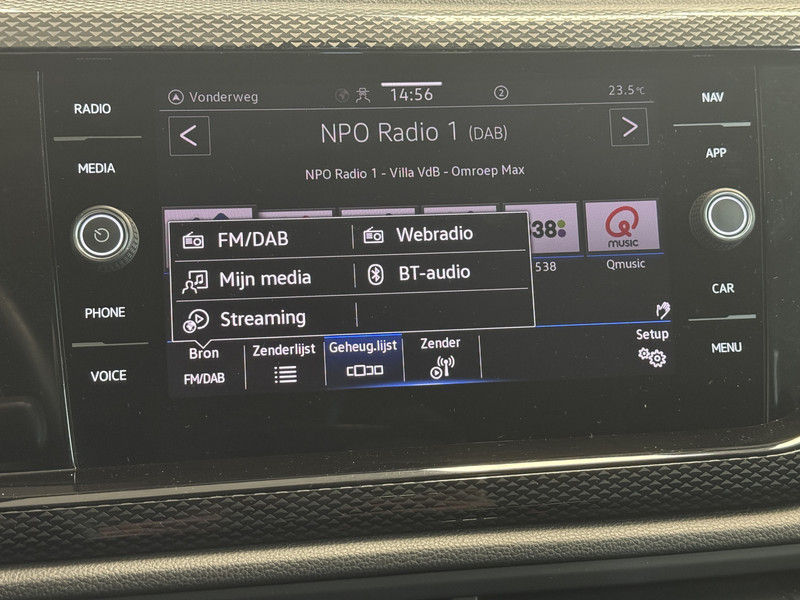 RADIO
MEDIA
PHONE
VOICE
Vonderweg
14:56
2
23.5°C
NPO Radio 1 (DAB)
NPO Radio 1 - Villa VdB - Omroep Max
FM/DAB
Webradio
Mijn media
BT-audio
Streaming
538
Q
MUSIC
538
Qmusic
Bron
FM/DAB
Zenderlijst
Geheug.lijst
Zender
Setup
NAV
APP
CAR
MENU